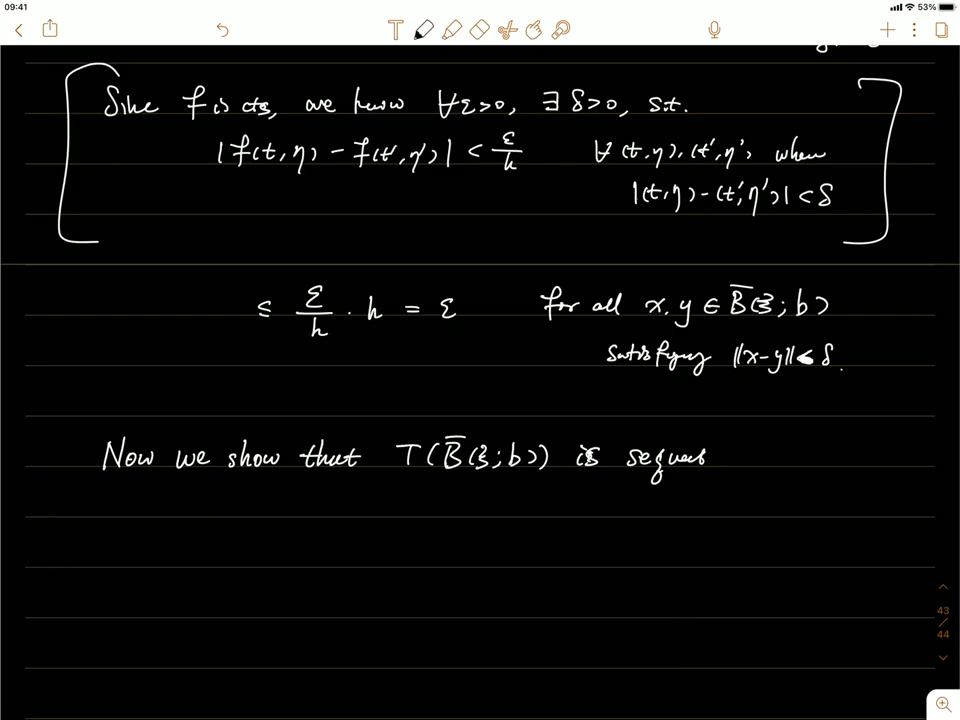 09:41
53%
Since f is cts, we know ∀ε>0, ∃ δ>0, s.t.
|f(t,η) - f(t',η')| < ε/h ∀ (t,η), (t',η') when
|(t,η) - (t',η')| < δ
≤ ε/h · h = ε for all x, y ∈ B̅(ξ; b)
satisfying ||x-y|| < δ.
Now we show that T(B̅(ξ;b)) is sequen
43
/
44